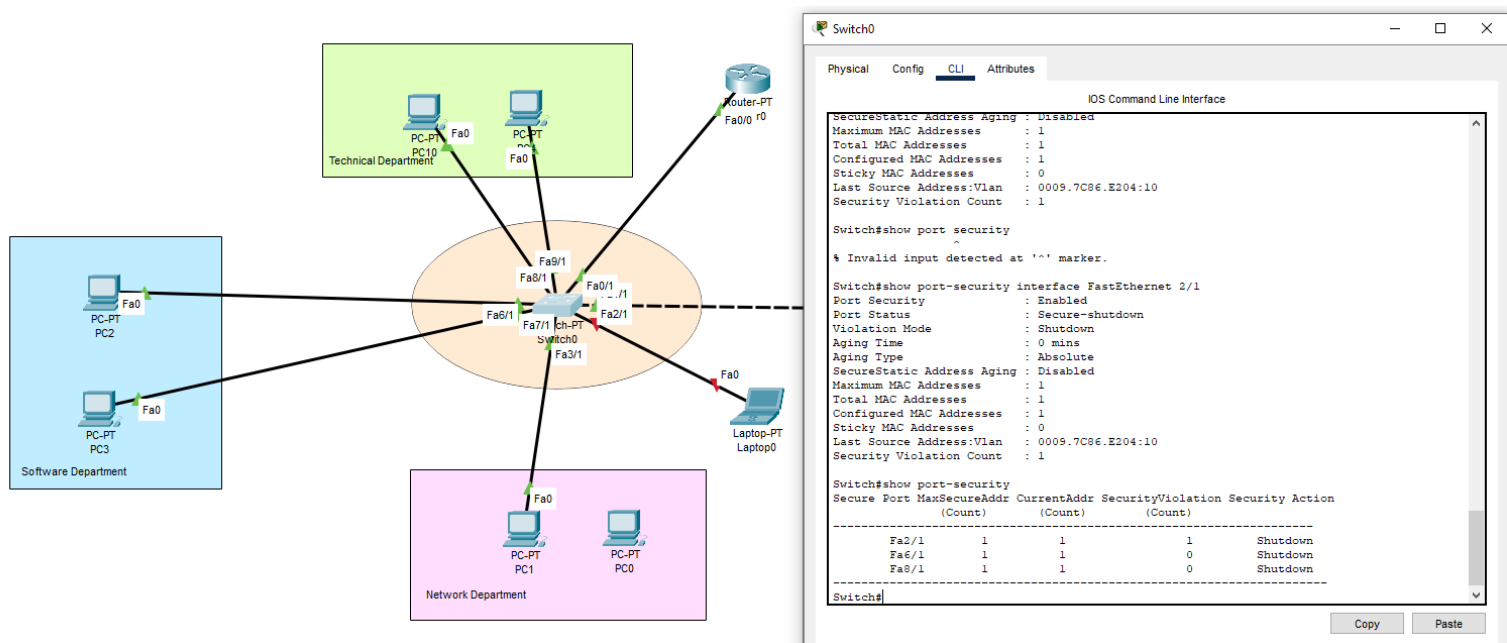 Technical Department
PC-PT
PC10
Fa0
PC-PT
Fa0
Router-PT
Fa0/0
r0
Software Department
PC-PT
PC2
Fa0
PC-PT
PC3
Fa0
Fa9/1
Fa8/1
Fa0/1
Fa6/1
Fa7/1
Fa2/1
Fa3/1
ch-PT
Switch0
Fa0
Laptop-PT
Laptop0
Fa0
PC-PT
PC1
PC-PT
PC0
Network Department
Switch0
Physical Config CLI Attributes
IOS Command Line Interface
SecureStatic Address Aging : Disabled
Maximum MAC Addresses : 1
Total MAC Addresses : 1
Configured MAC Addresses : 1
Sticky MAC Addresses : 0
Last Source Address:Vlan : 0009.7C86.E204:10
Security Violation Count : 1
Switch#show port security
^
% Invalid input detected at '^' marker.
Switch#show port-security interface FastEthernet 2/1
Port Security : Enabled
Port Status : Secure-shutdown
Violation Mode : Shutdown
Aging Time : 0 mins
Aging Type : Absolute
SecureStatic Address Aging : Disabled
Maximum MAC Addresses : 1
Total MAC Addresses : 1
Configured MAC Addresses : 1
Sticky MAC Addresses : 0
Last Source Address:Vlan : 0009.7C86.E204:10
Security Violation Count : 1
Switch#show port-security
Secure Port MaxSecureAddr CurrentAddr SecurityViolation Security Action
(Count) (Count) (Count)
--------------------------------------------------------------------
Fa2/1 1 1 1 Shutdown
Fa6/1 1 1 0 Shutdown
Fa8/1 1 1 0 Shutdown
----------------------------------------------------------------------
Switch#
Copy Paste